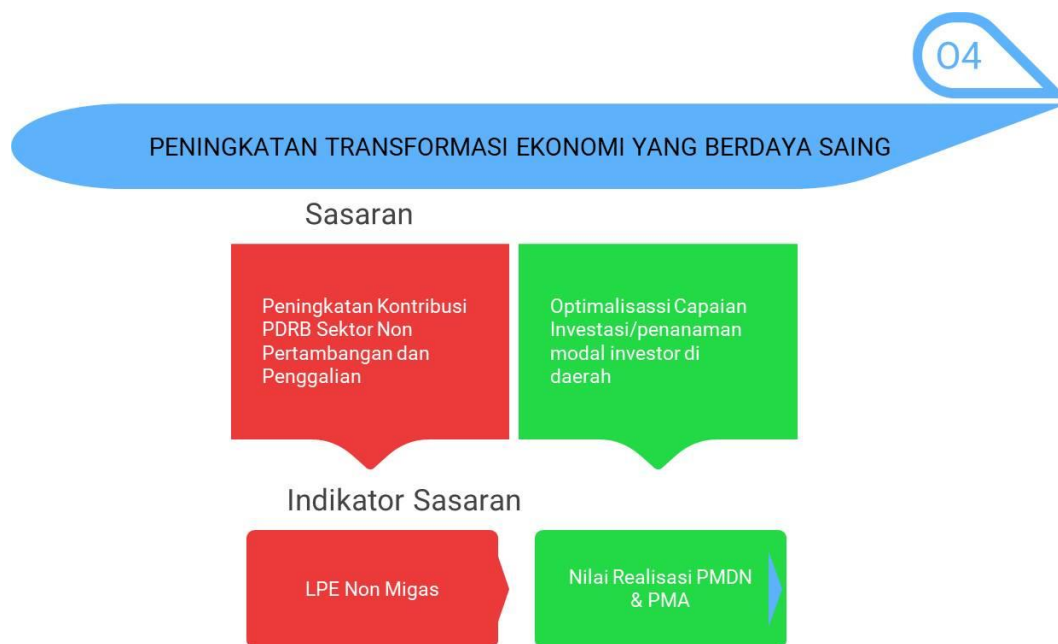 04
PENINGKATAN TRANSFORMASI EKONOMI YANG BERDAYA SAING
Sasaran
Peningkatan Kontribusi
PDRB Sektor Non
Pertambangan dan
Penggalian
Optimalisassi Capaian
Investasi/penanaman
modal investor di
daerah
Indikator Sasaran
LPE Non Migas
Nilai Realisasi PMDN
& PMA